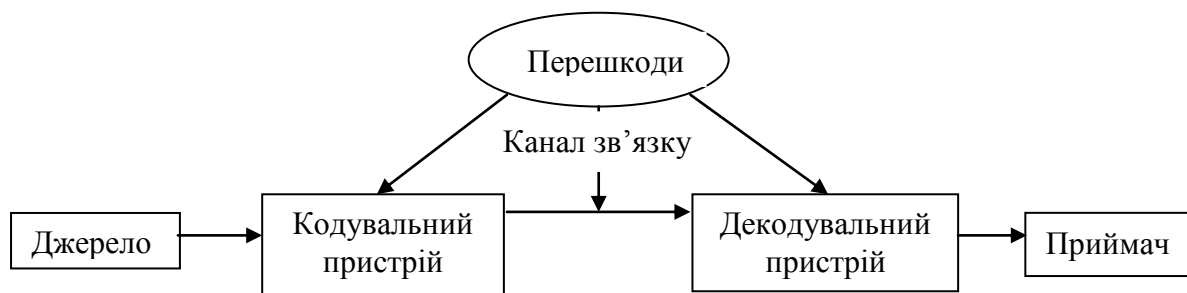 Перешкоди
Канал зв’язку
Джерело
Кодувальний
пристрій
Декодувальний
пристрій
Приймач